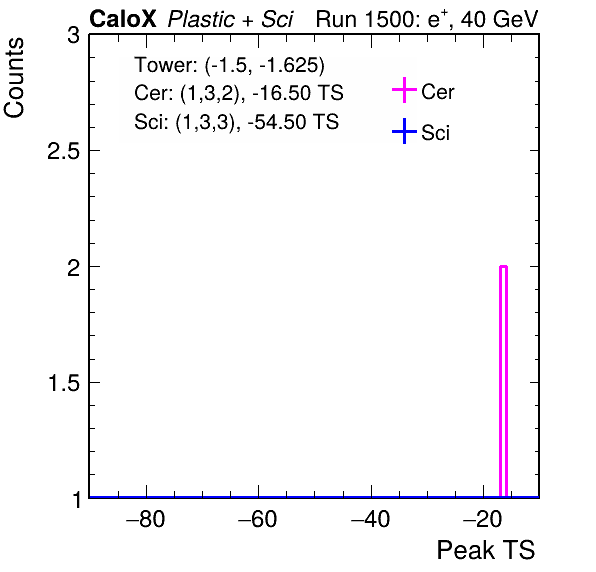 CaloX Plastic + Sci Run 1500: e⁺, 40 GeV
Counts
3
2.5
2
1.5
1
Tower: (-1.5, -1.625)
Cer: (1,3,2), -16.50 TS
Sci: (1,3,3), -54.50 TS
Cer
Sci
−80 −60 −40 −20
Peak TS